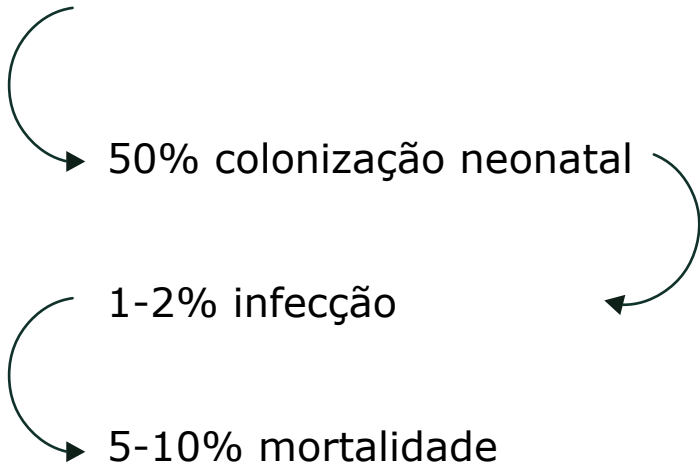 50% colonização neonatal
1-2% infecção
5-10% mortalidade